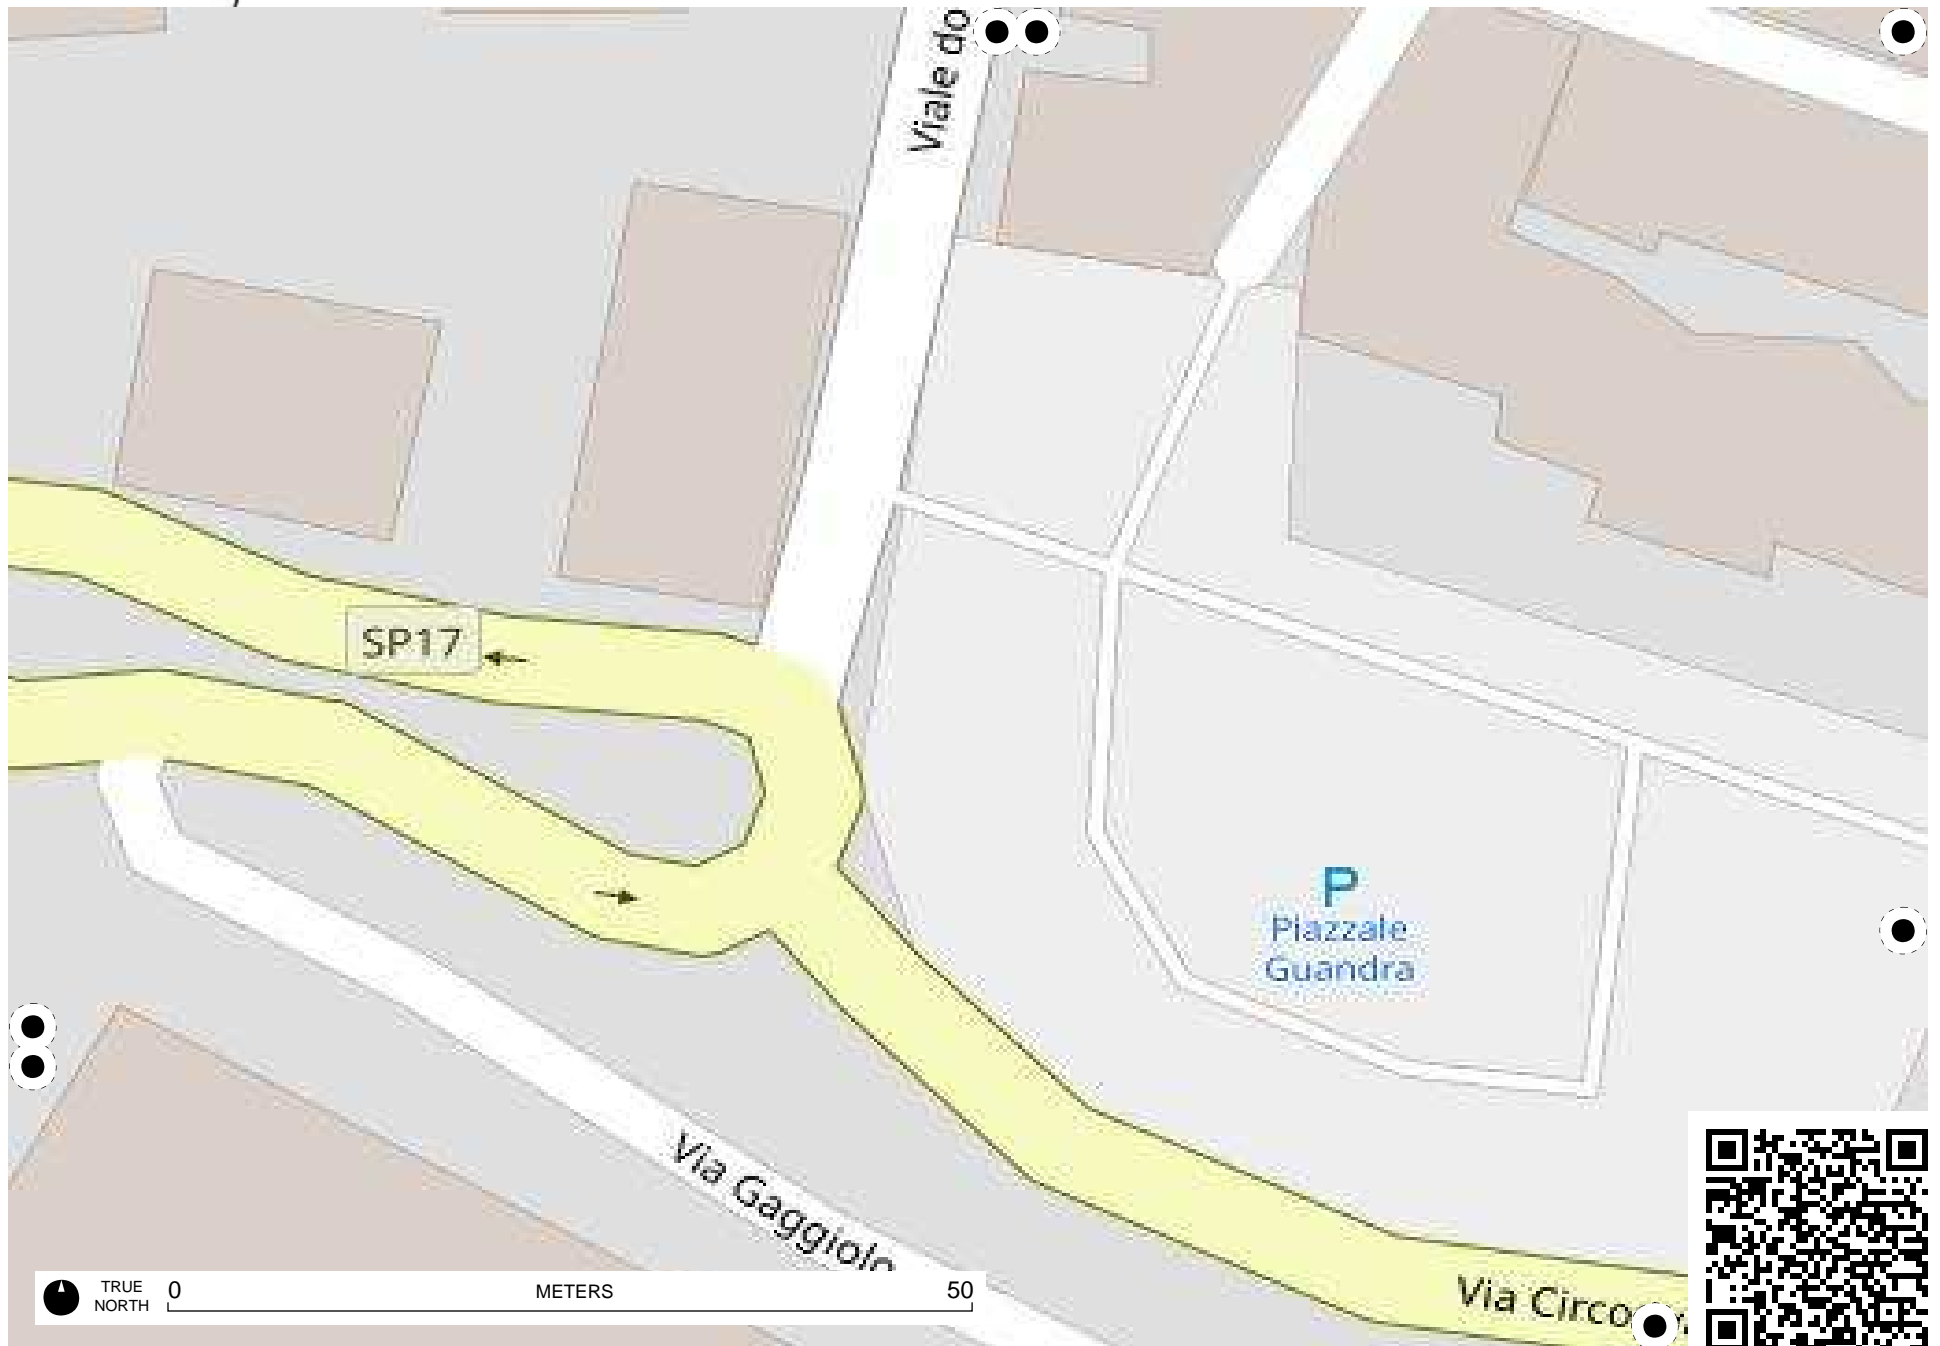 Viale do
SP17
P
Piazzale
Guandra
Via Gaggiolo
Via Circo
TRUE
NORTH
0 METERS 50